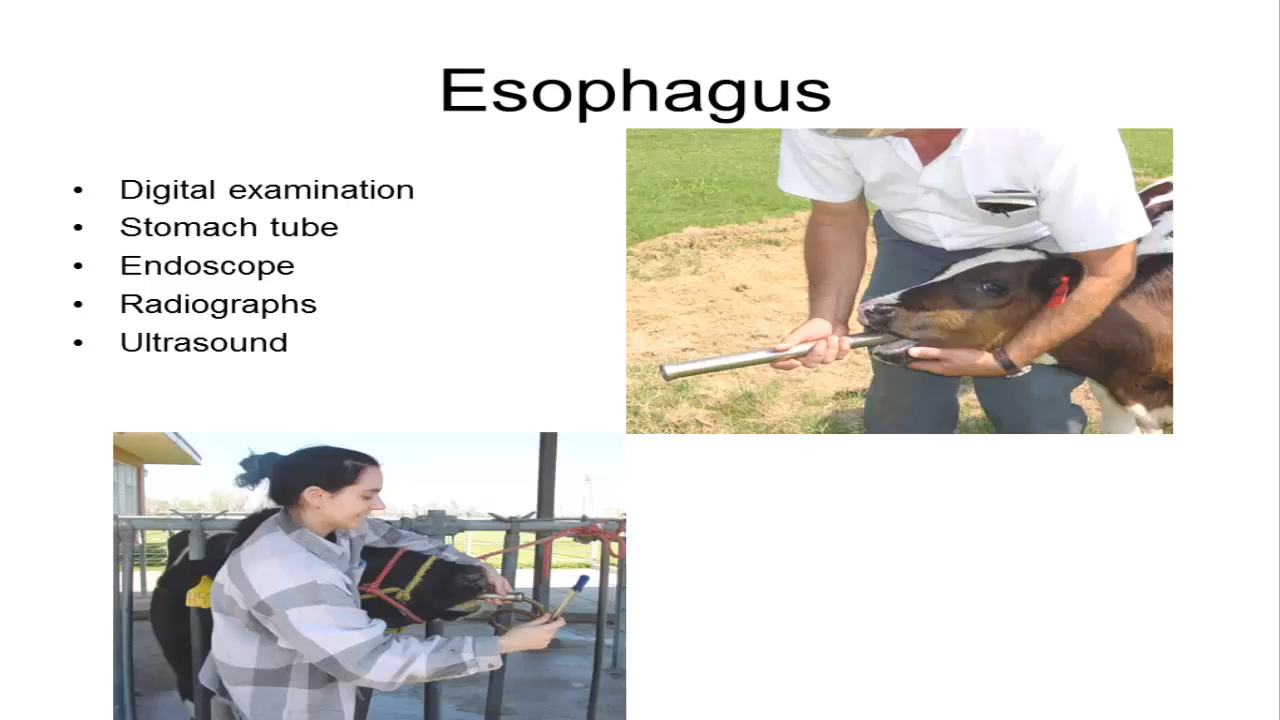 Esophagus
• Digital examination
• Stomach tube
• Endoscope
• Radiographs
• Ultrasound